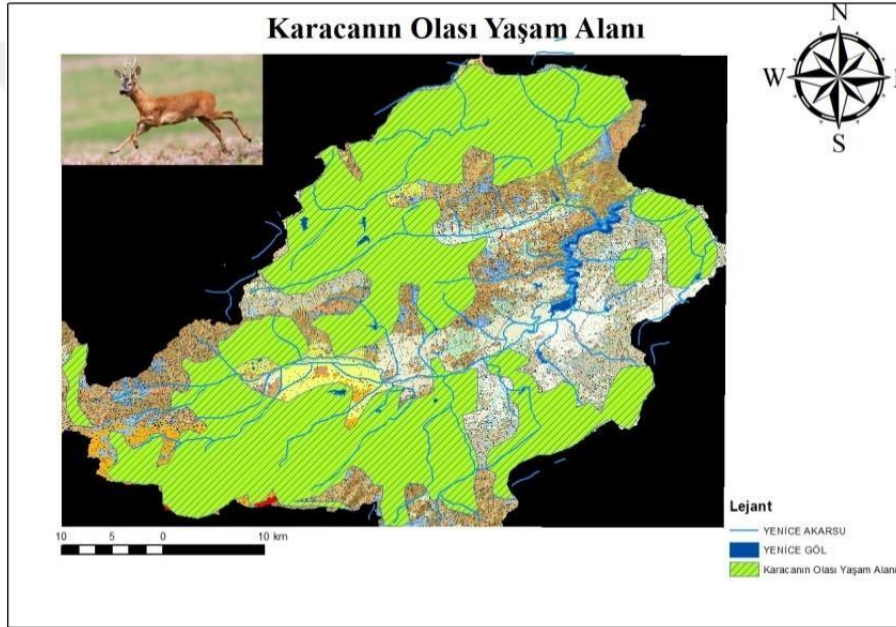 Karacanın Olası Yaşam Alanı
N
W
S
10 5 0 10 km
Lejant
YENİCE AKARSU
YENİCE GÖL
Karacanın Olası Yaşam Alanı